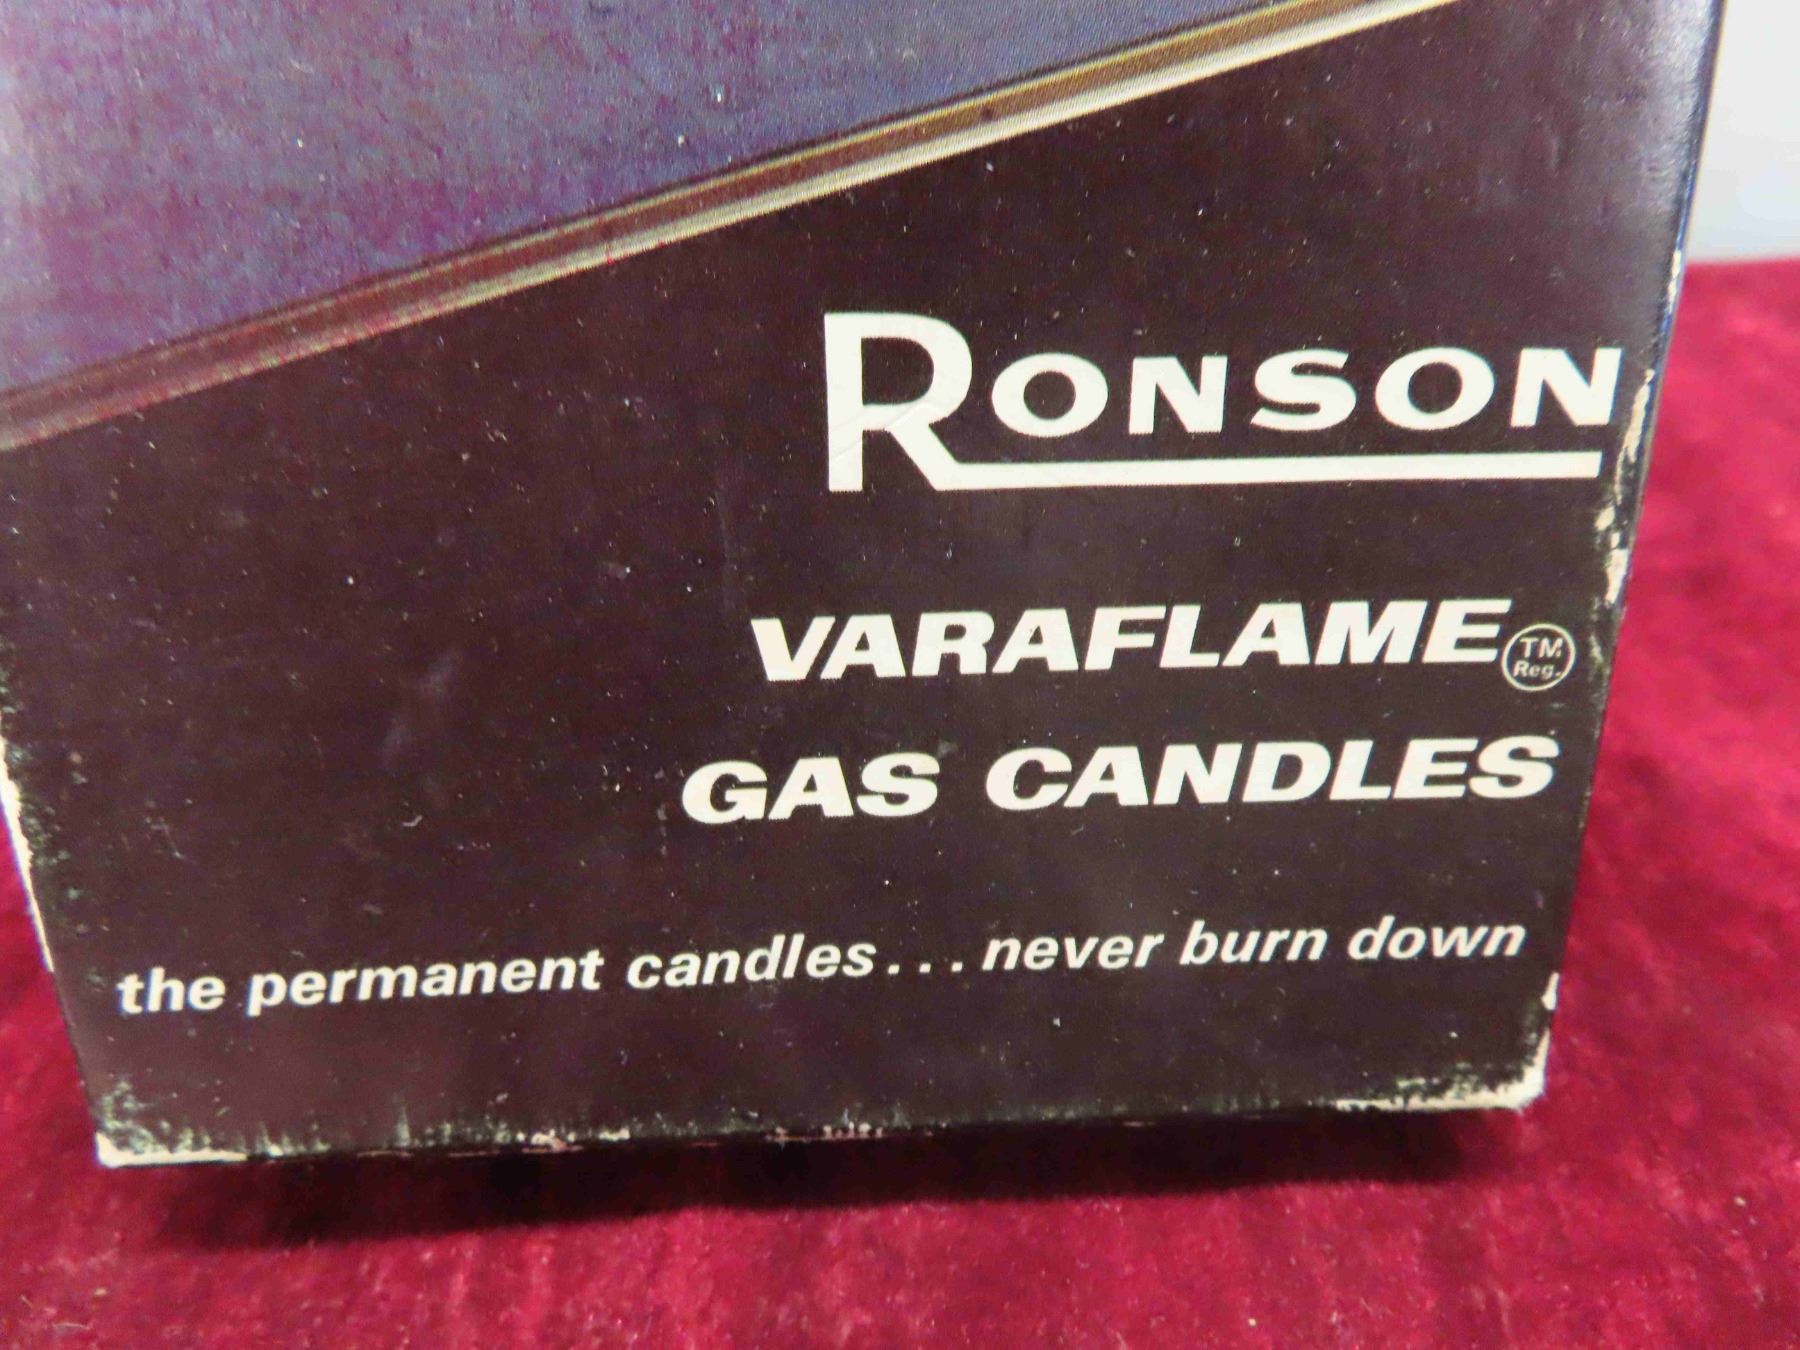 RONSON
VARAFLAME TM Reg.
GAS CANDLES
the permanent candles... never burn down